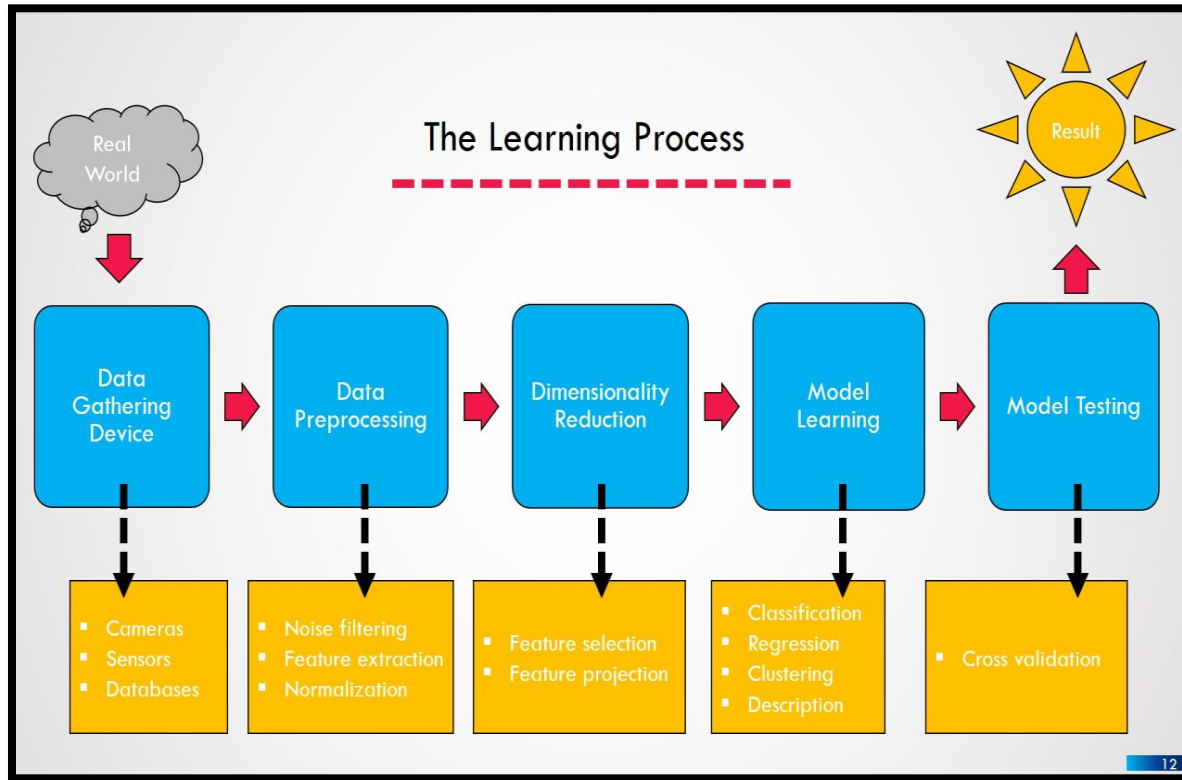 The Learning Process
Real
World
Result
Data
Gathering
Device
Data
Preprocessing
Dimensionality
Reduction
Model
Learning
Model Testing
▪ Cameras
▪ Sensors
▪ Databases
▪ Noise filtering
▪ Feature extraction
▪ Normalization
▪ Feature selection
▪ Feature projection
▪ Classification
▪ Regression
▪ Clustering
▪ Description
▪ Cross validation
12